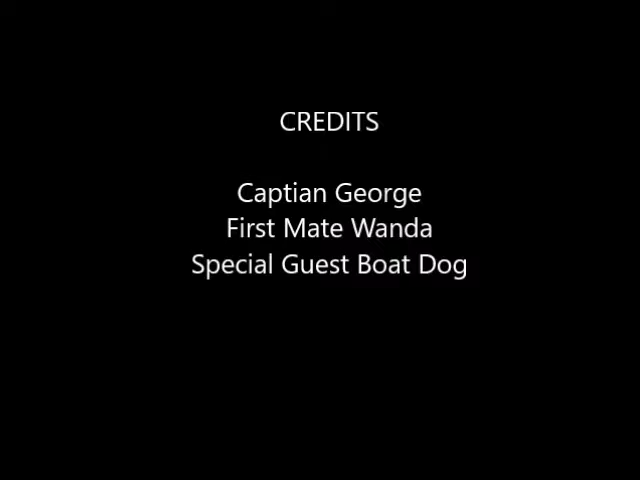 CREDITS
Captian George
First Mate Wanda
Special Guest Boat Dog